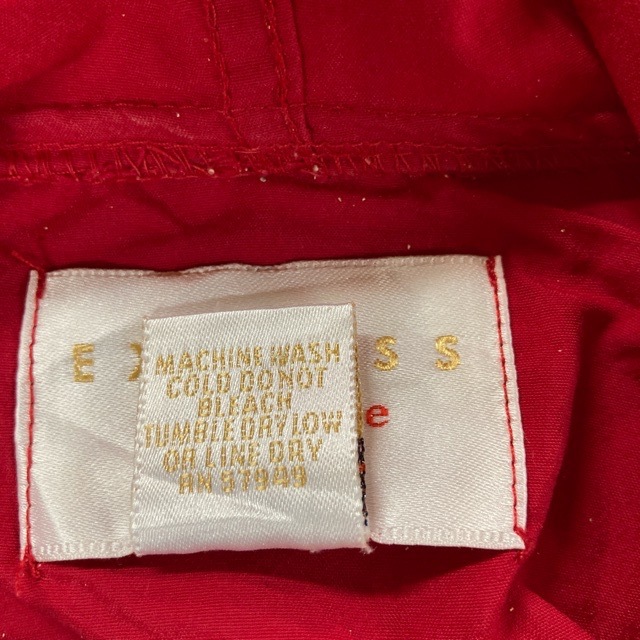 E X S S
e
MACHINE WASH
COLD DO NOT
BLEACH
TUMBLE DRY LOW
OR LINE DRY
RN 57949